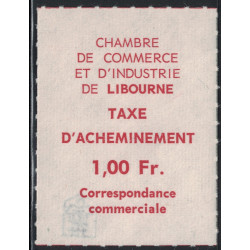 CHAMBRE
DE COMMERCE
ET D'INDUSTRIE
DE LIBOURNE
TAXE
D'ACHEMINEMENT
1,00 Fr.
Correspondance
commerciale